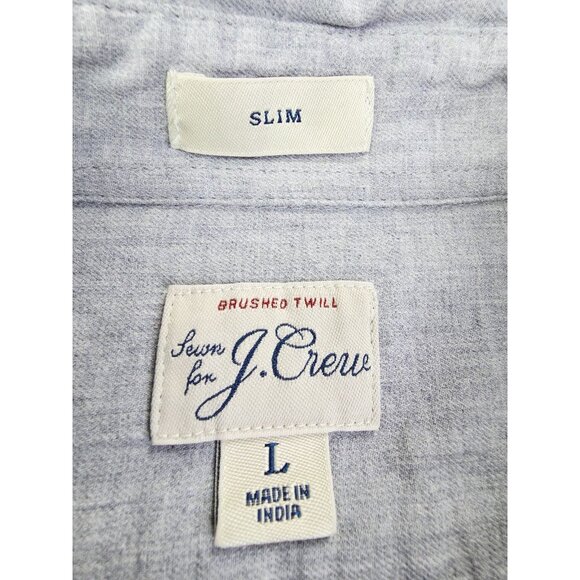 SLIM
BRUSHED TWILL
Sewn for J.Crew
L
MADE IN
INDIA